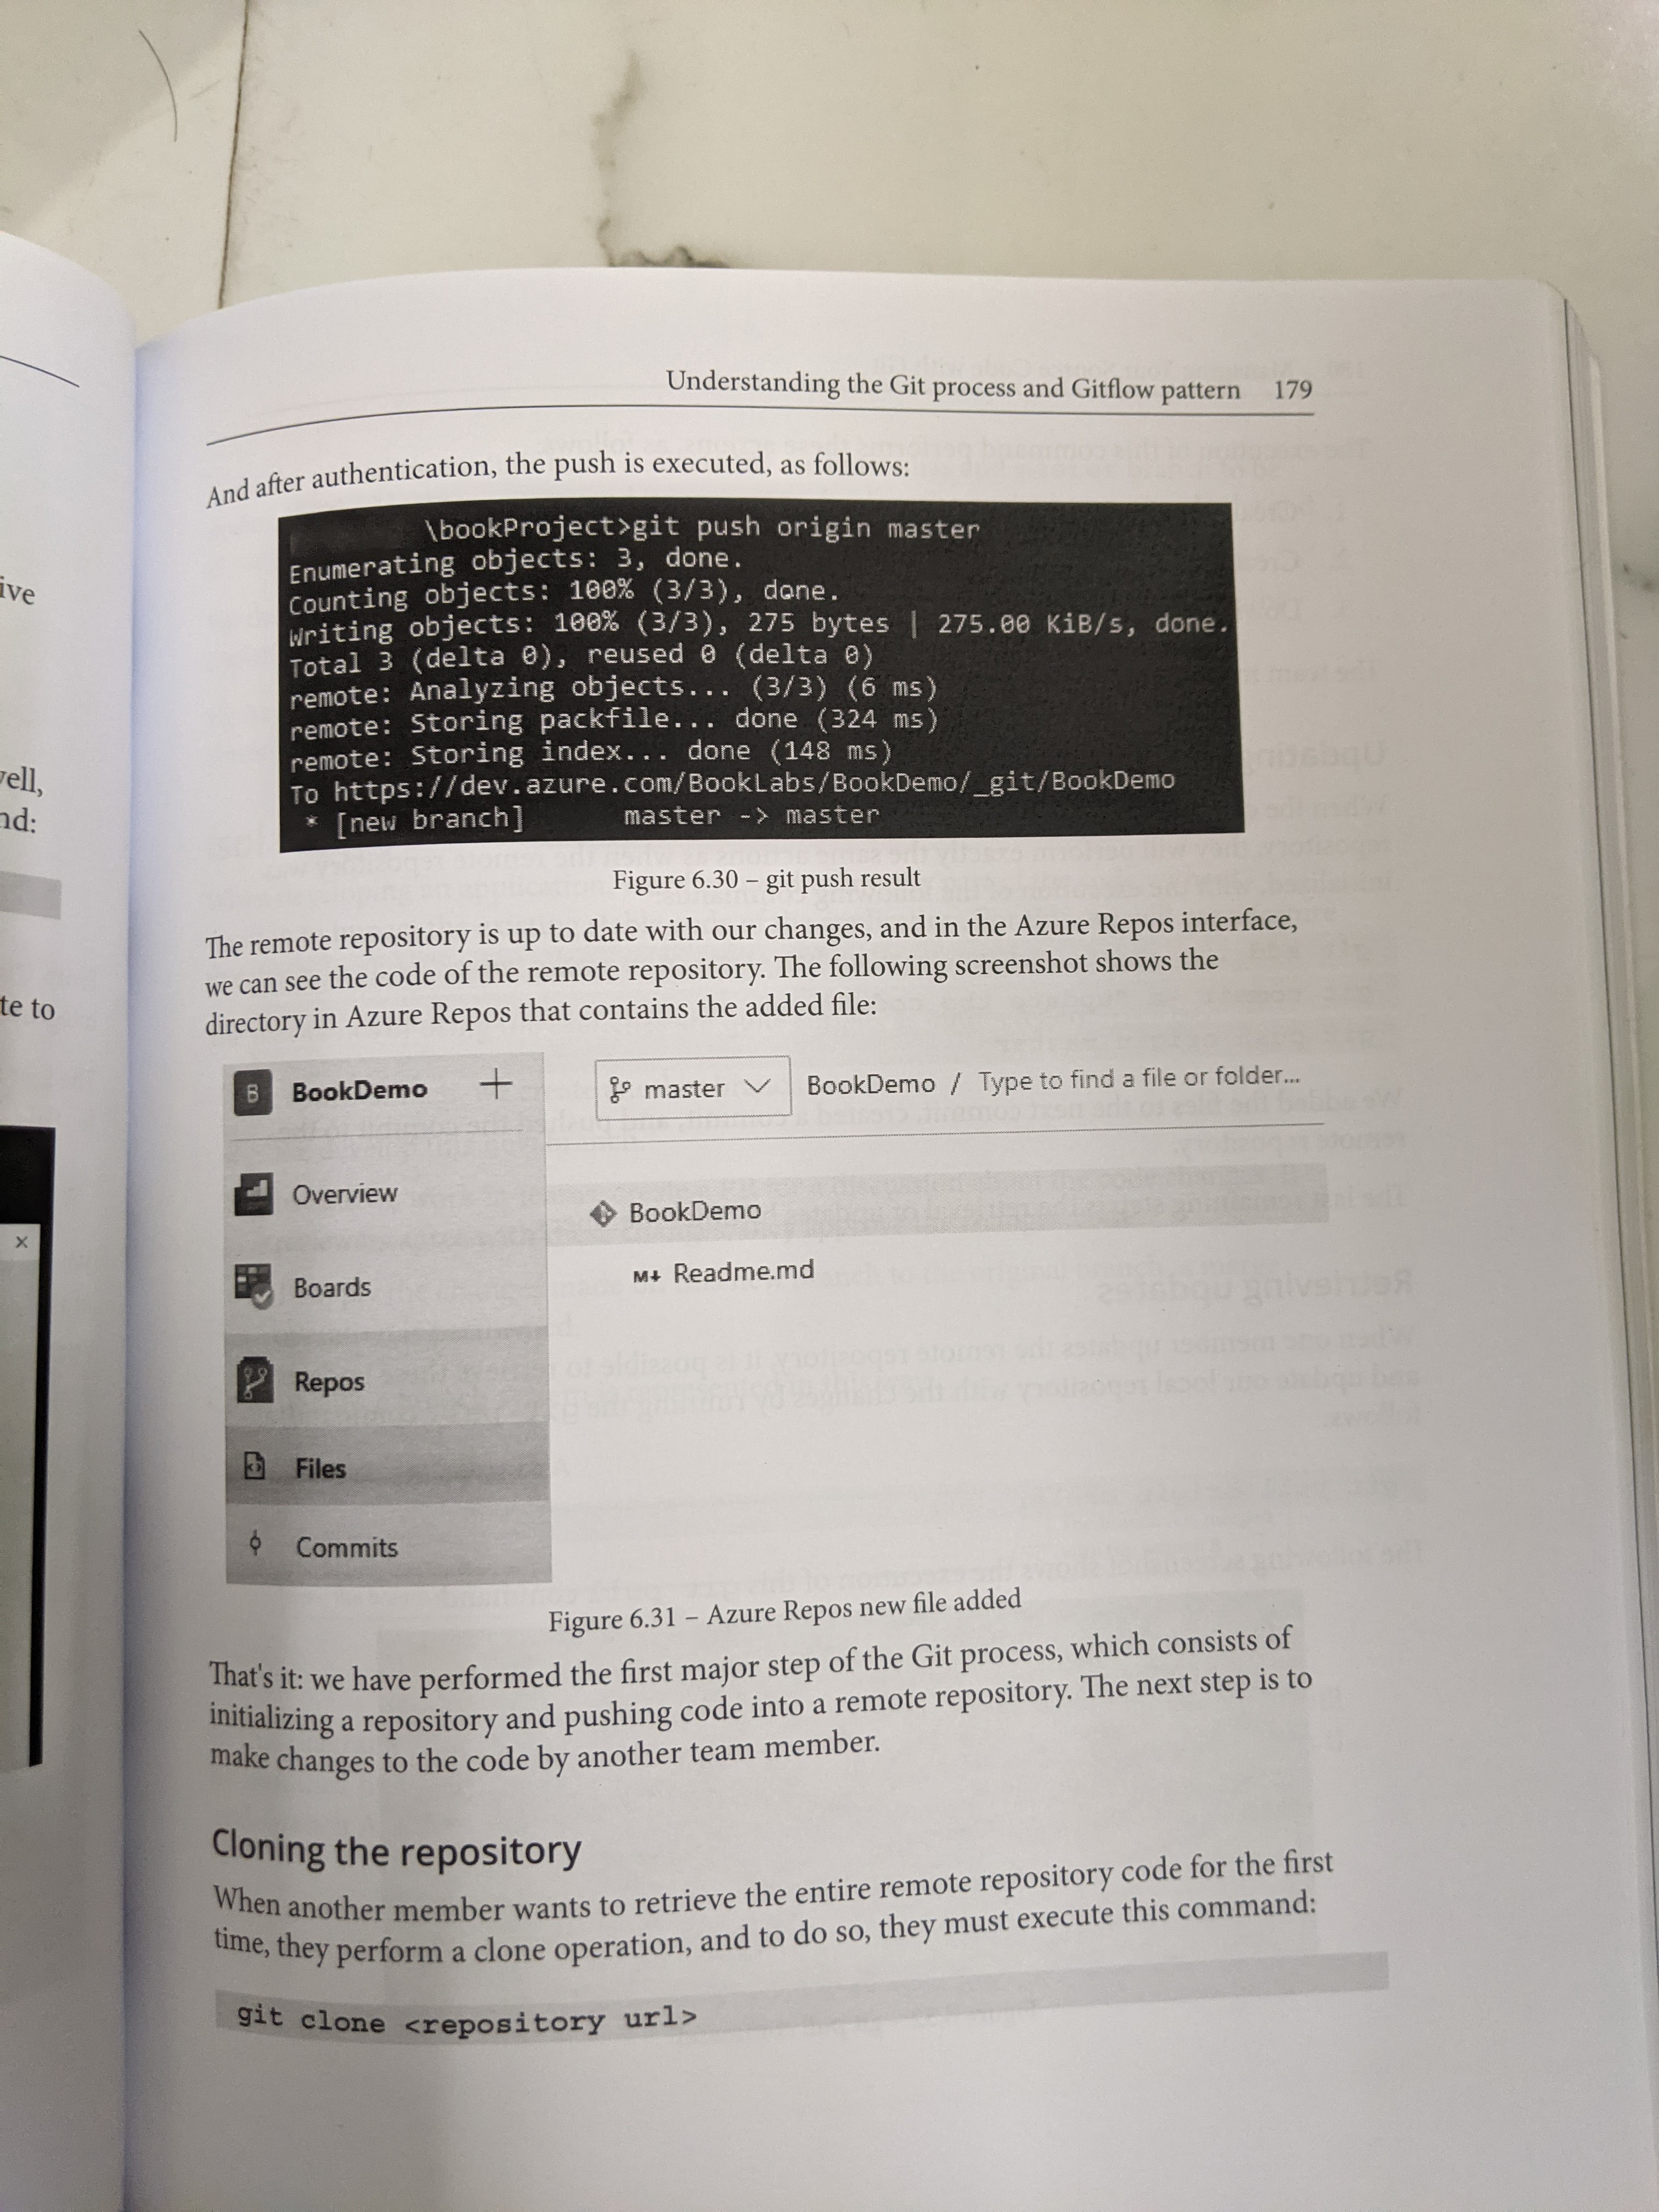 ive
vell,
nd:
te to
Understanding the Git process and Gitflow pattern 179
And after authentication, the push is executed, as follows:
\bookProject>git push origin master
Enumerating objects: 3, done.
Counting objects: 100% (3/3), done.
Writing objects: 100% (3/3), 275 bytes | 275.00 KiB/s, done.
Total 3 (delta 0), reused 0 (delta 0)
remote: Analyzing objects... (3/3) (6 ms)
remote: Storing packfile... done (324 ms)
remote: Storing index... done (148 ms)
To https://dev.azure.com/BookLabs/BookDemo/_git/BookDemo
* [new branch] master -> master
Figure 6.30 – git push result
The remote repository is up to date with our changes, and in the Azure Repos interface,
we can see the code of the remote repository. The following screenshot shows the
directory in Azure Repos that contains the added file:
B BookDemo +
Overview
Boards
Repos
Files
Commits
master BookDemo / Type to find a file or folder...
BookDemo
M↓ Readme.md
Figure 6.31 – Azure Repos new file added
That's it: we have performed the first major step of the Git process, which consists of
initializing a repository and pushing code into a remote repository. The next step is to
make changes to the code by another team member.
Cloning the repository
When another member wants to retrieve the entire remote repository code for the first
time, they perform a clone operation, and to do so, they must execute this command:
git clone <repository url>